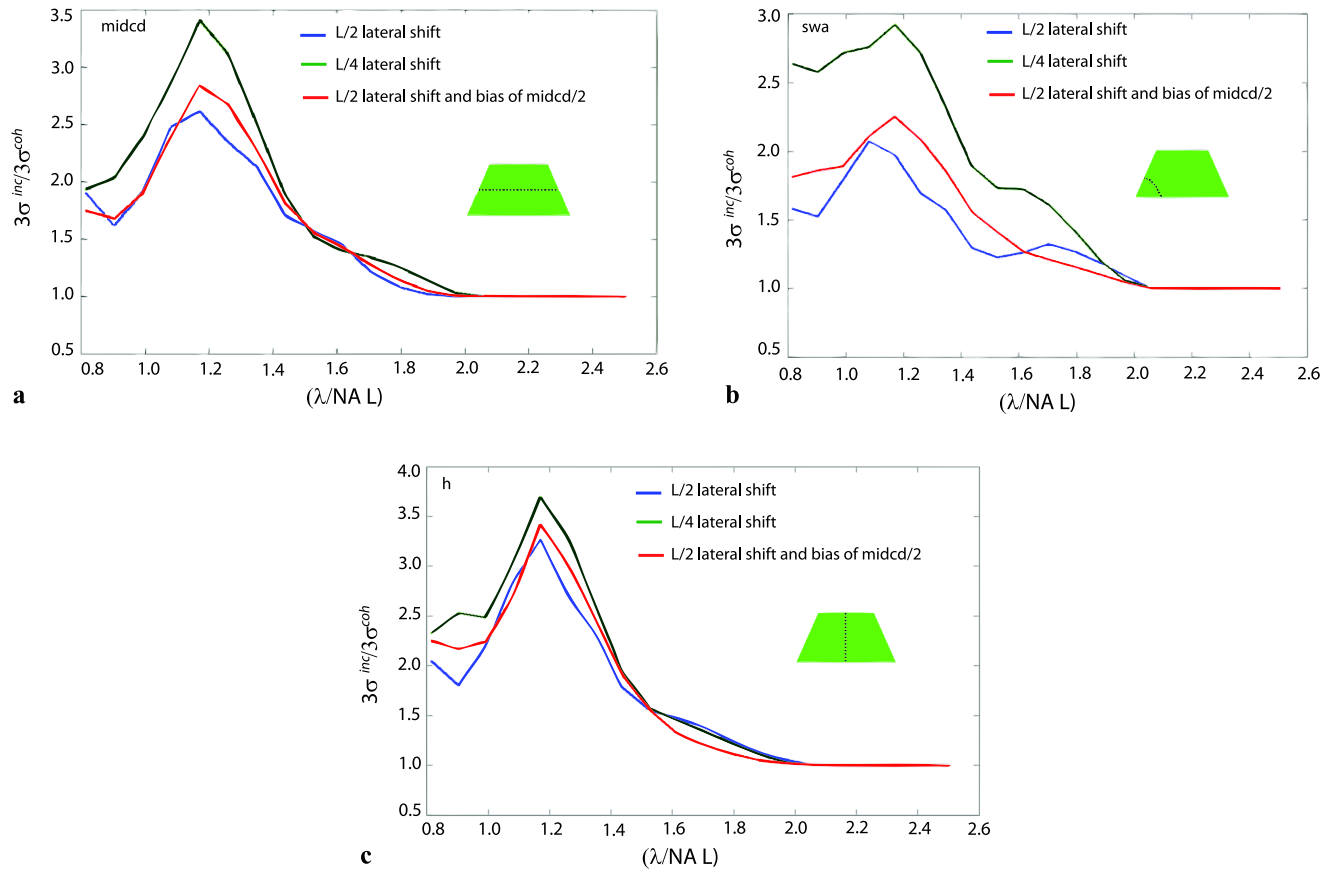 midcd
L/2 lateral shift
L/4 lateral shift
L/2 lateral shift and bias of midcd/2
3.5
3.0
2.5
2.0
1.5
1.0
0.5
3σ inc/3σcoh
0.8 1.0 1.2 1.4 1.6 1.8 2.0 2.2 2.4 2.6
(λ/NA L)
a
swa
L/2 lateral shift
L/4 lateral shift
L/2 lateral shift and bias of midcd/2
3.0
2.5
2.0
1.5
1.0
0.5
3σ inc/3σcoh
0.8 1.0 1.2 1.4 1.6 1.8 2.0 2.2 2.4 2.6
(λ/NA L)
b
h
L/2 lateral shift
L/4 lateral shift
L/2 lateral shift and bias of midcd/2
4.0
3.5
3.0
2.5
2.0
1.5
1.0
0.5
3σ inc/3σcoh
0.8 1.0 1.2 1.4 1.6 1.8 2.0 2.2 2.4 2.6
(λ/NA L)
c